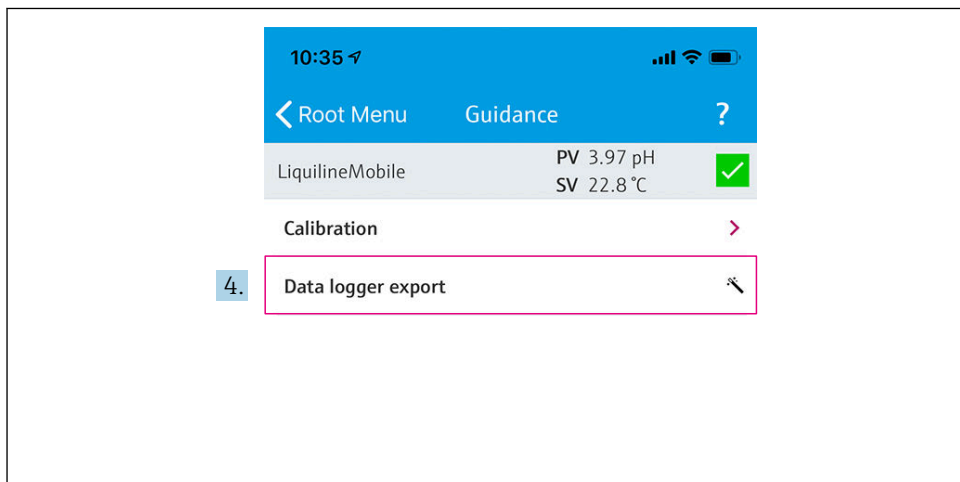 10:35
Root Menu Guidance ?
LiquilineMobile PV 3.97 pH
SV 22.8 °C
Calibration
4. Data logger export